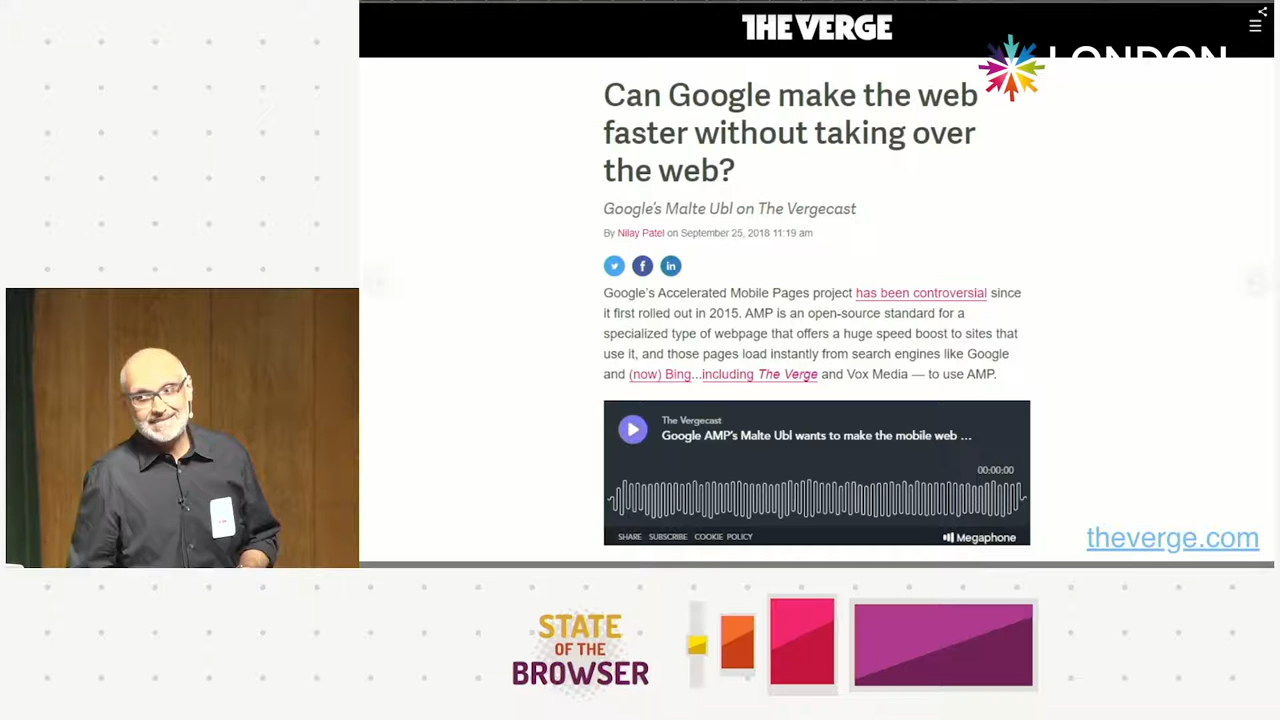 THE VERGE
LONDON
Can Google make the web
faster without taking over
the web?
Google's Malte Ubl on The Vergecast
By Nilay Patel on September 25, 2018 11:19 am
Google's Accelerated Mobile Pages project has been controversial since
it first rolled out in 2015. AMP is an open-source standard for a
specialized type of webpage that offers a huge speed boost to sites that
use it, and those pages load instantly from search engines like Google
and (now) Bing...including The Verge and Vox Media — to use AMP.
The Vergecast
Google AMP's Malte Ubl wants to make the mobile web ...
00:00:00
SHARE SUBSCRIBE COOKIE POLICY
Megaphone
theverge.com
STATE
OF THE
BROWSER